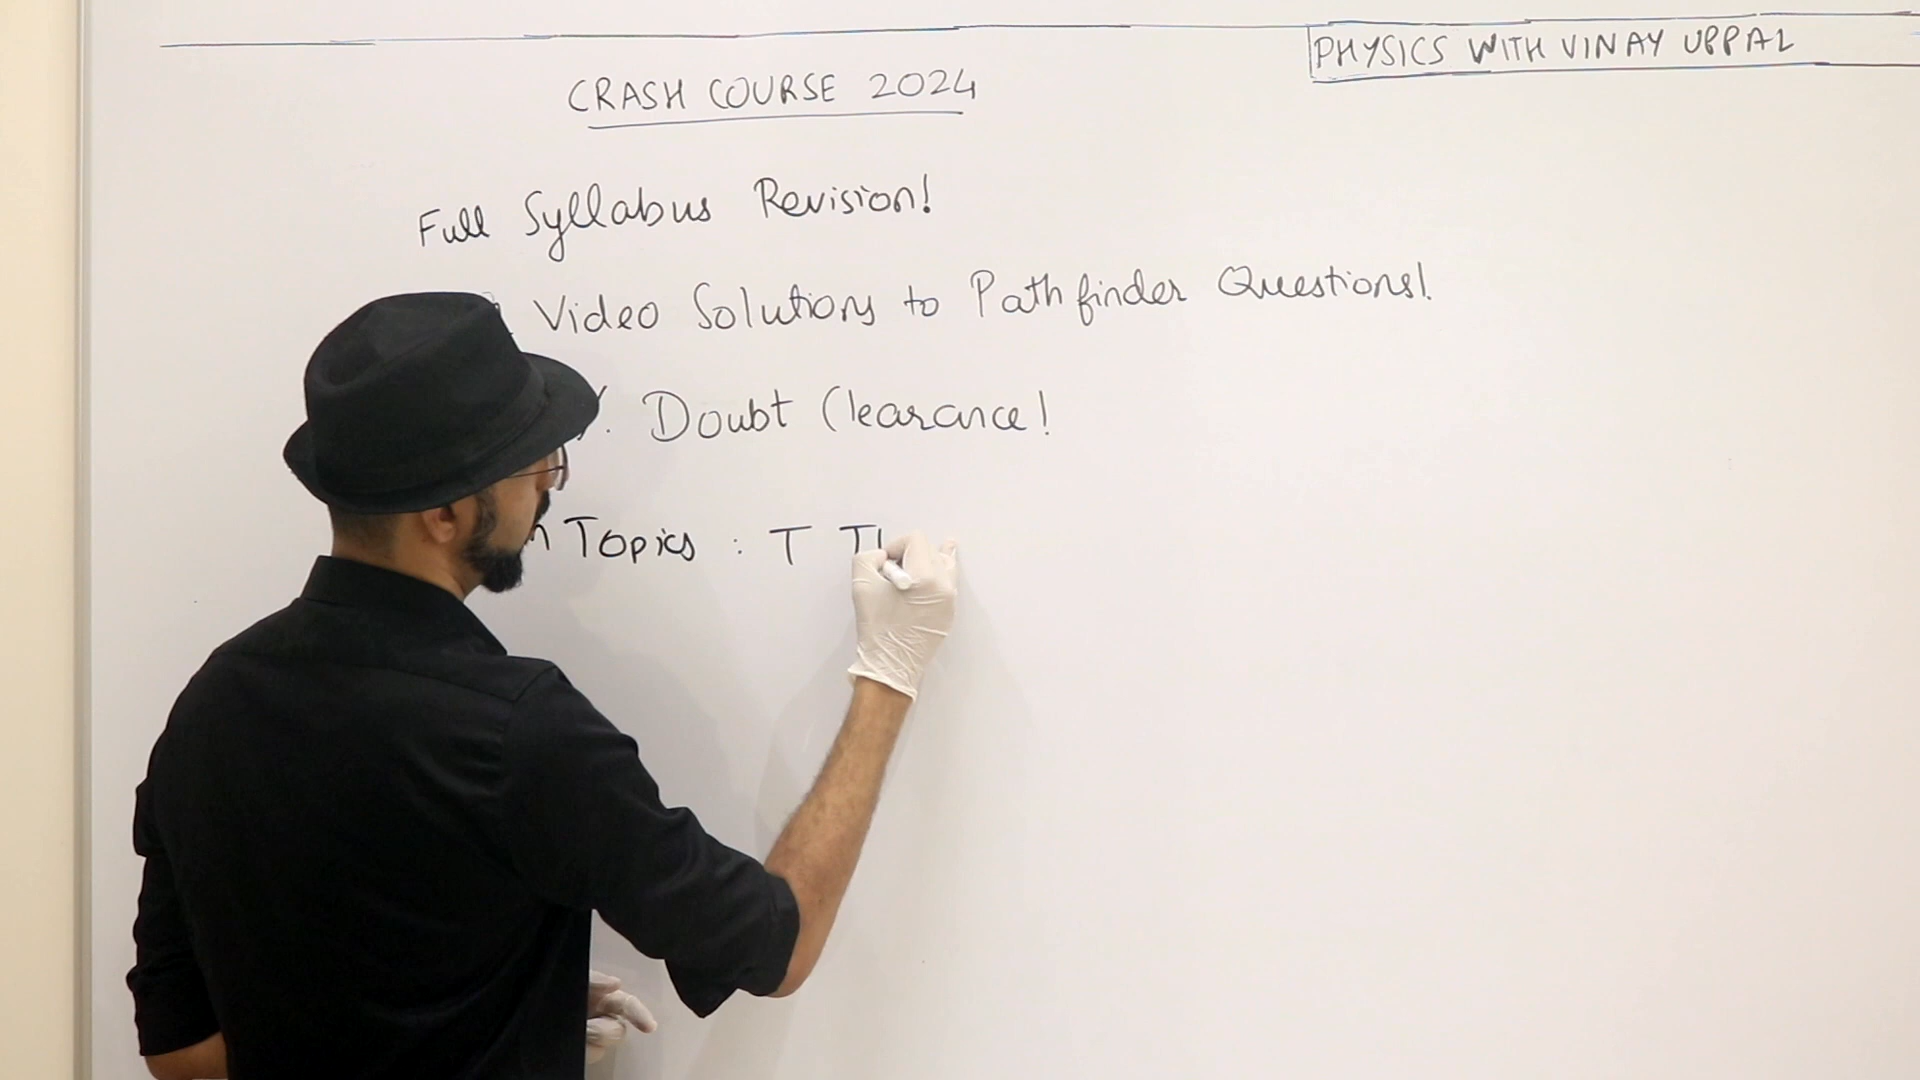 PHYSICS WITH VINAY UPPAL
CRASH COURSE 2024
Full Syllabus Revision!
Video Solutions to Pathfinder Questions!
Doubt Clearance!
Topics : T